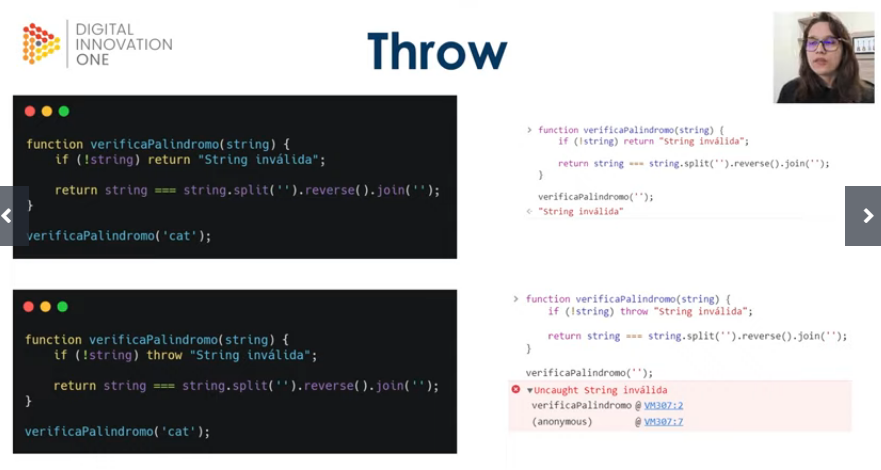 DIGITAL
INNOVATION
ONE
Throw
function verificaPalindromo(string) {
    if (!string) return "String inválida";
    return string === string.split('').reverse().join('');
}
verificaPalindromo('cat');
> function verificaPalindromo(string) {
    if (!string) return "String inválida";
    return string === string.split('').reverse().join('');
}
verificaPalindromo('');
< "String inválida"
function verificaPalindromo(string) {
    if (!string) throw "String inválida";
    return string === string.split('').reverse().join('');
}
verificaPalindromo('cat');
> function verificaPalindromo(string) {
    if (!string) throw "String inválida";
    return string === string.split('').reverse().join('');
}
verificaPalindromo('');
▼Uncaught String inválida
verificaPalindromo @ VM307:2
(anonymous) @ VM307:7